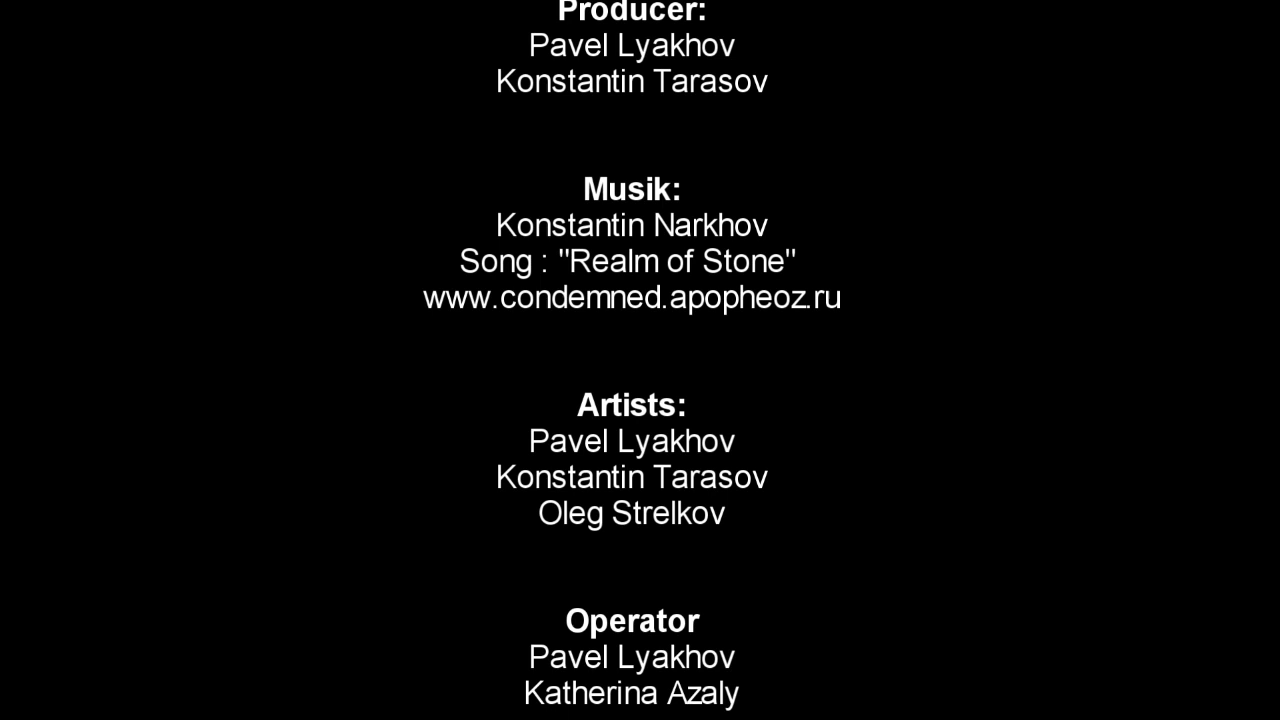 Producer:
Pavel Lyakhov
Konstantin Tarasov
Musik:
Konstantin Narkhov
Song : "Realm of Stone"
www.condemned.apopheoz.ru
Artists:
Pavel Lyakhov
Konstantin Tarasov
Oleg Strelkov
Operator
Pavel Lyakhov
Katherina Azaly